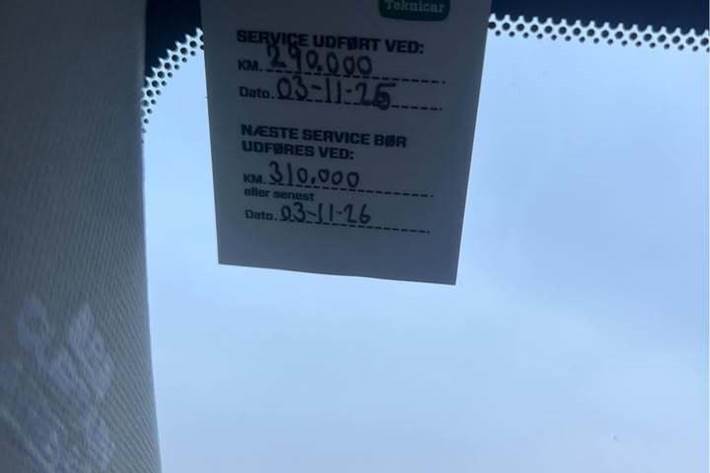 Teknicar
SERVICE UDFØRT VED:
KM. 290.000
Dato. 03-11-25
NÆSTE SERVICE BØR
UDFØRES VED:
KM. 310.000
eller senest
Dato. 03-11-26